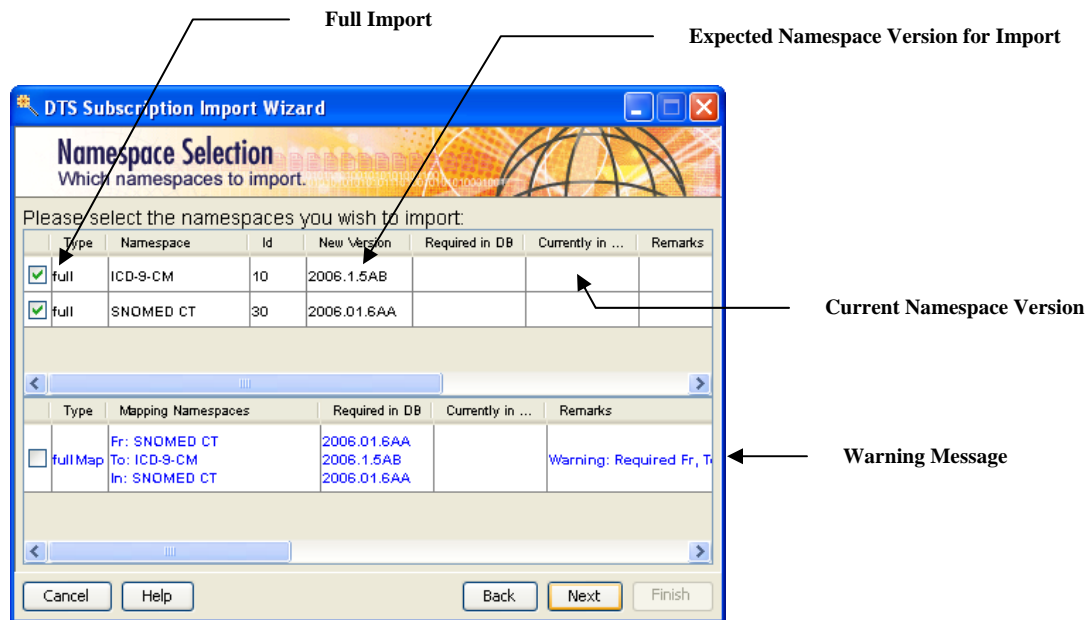 Full Import
Expected Namespace Version for Import
DTS Subscription Import Wizard
Namespace Selection
Which namespaces to import.
Please select the namespaces you wish to import:
Type Namespace Id New Version Required in DB Currently in ... Remarks
full ICD-9-CM 10 2006.1.5AB
full SNOMED CT 30 2006.01.6AA
Current Namespace Version
Type Mapping Namespaces Required in DB Currently in ... Remarks
Fr: SNOMED CT 2006.01.6AA
full Map To: ICD-9-CM 2006.1.5AB Warning: Required Fr,
In: SNOMED CT 2006.01.6AA
Warning Message
Cancel Help Back Next Finish